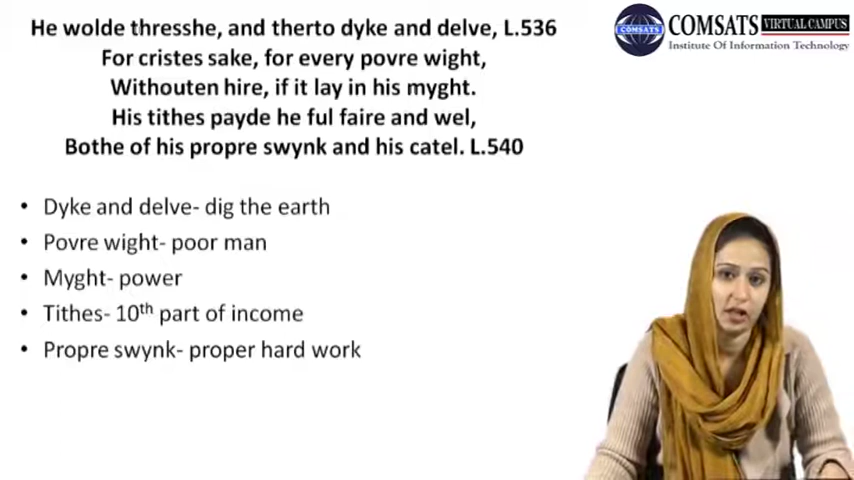 He wolde thresshe, and therto dyke and delve, L.536
For cristes sake, for every povre wight,
Withouten hire, if it lay in his myght.
His tithes payde he ful faire and wel,
Bothe of his propre swynk and his catel. L.540
COMSATS VIRTUAL CAMPUS
Institute Of Information Technology
COMSATS
• Dyke and delve- dig the earth
• Povre wight- poor man
• Myght- power
• Tithes- 10th part of income
• Propre swynk- proper hard work